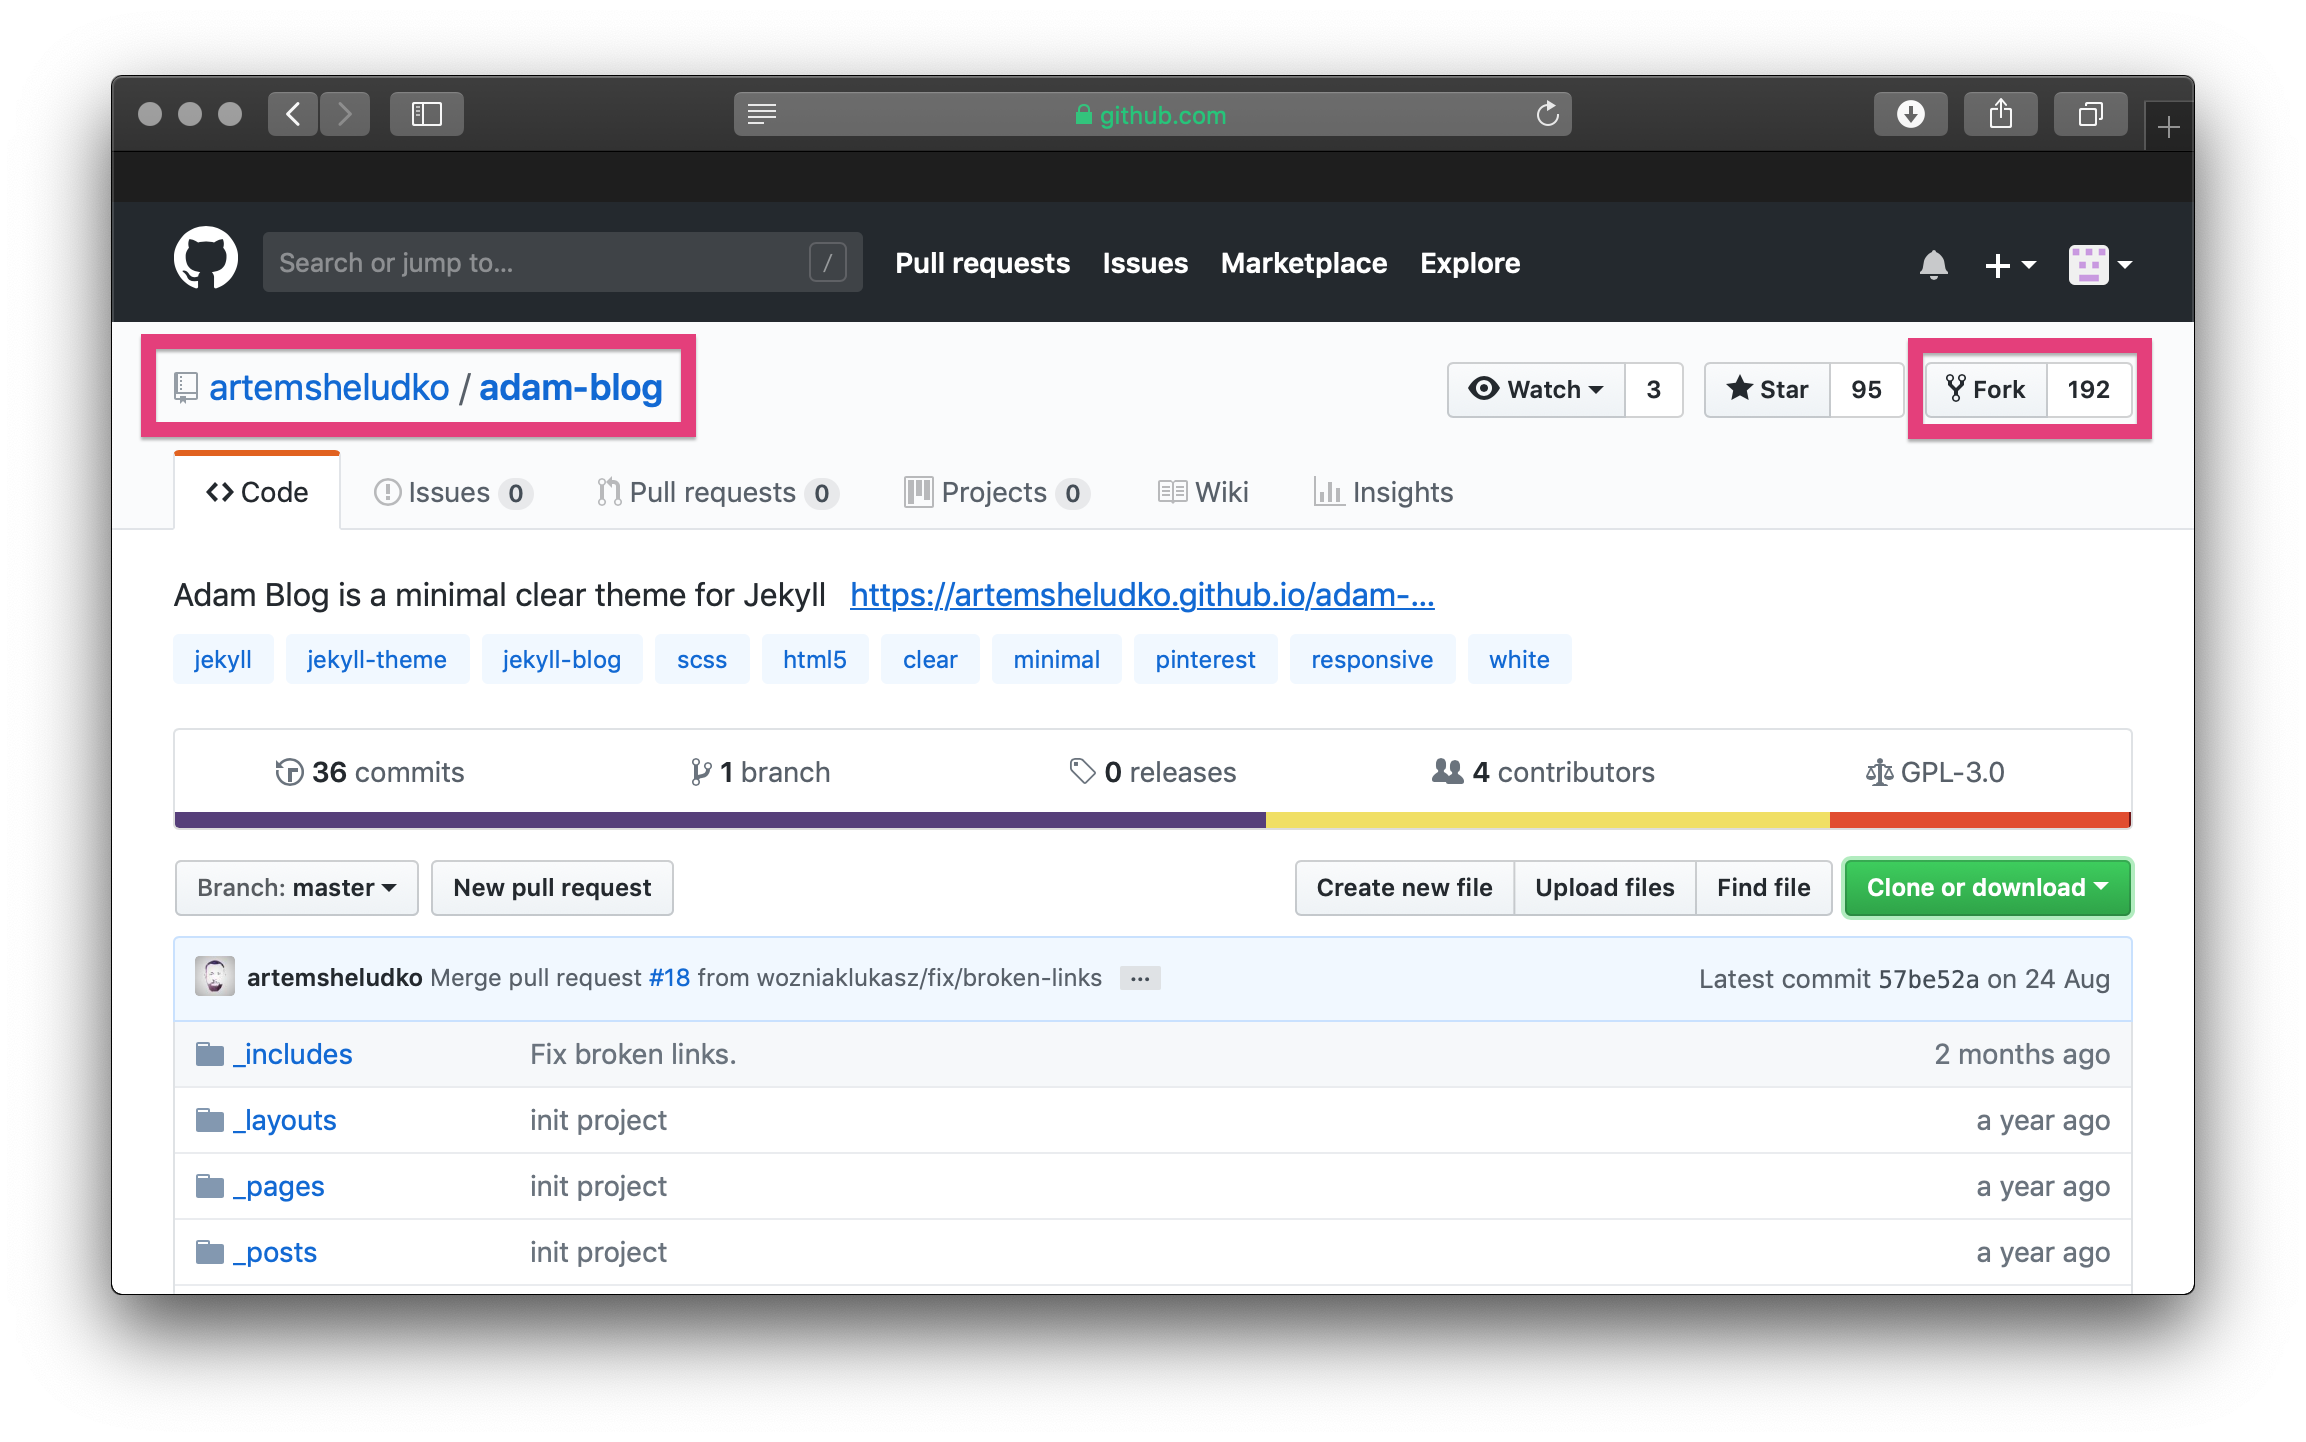 github.com
Search or jump to... / Pull requests Issues Marketplace Explore
artemsheludko / adam-blog Watch 3 Star 95 Fork 192
Code Issues 0 Pull requests 0 Projects 0 Wiki Insights
Adam Blog is a minimal clear theme for Jekyll https://artemsheludko.github.io/adam-...
jekyll jekyll-theme jekyll-blog scss html5 clear minimal pinterest responsive white
36 commits 1 branch 0 releases 4 contributors GPL-3.0
Branch: master New pull request Create new file Upload files Find file Clone or download
artemsheludko Merge pull request #18 from wozniaklukasz/fix/broken-links ... Latest commit 57be52a on 24 Aug
_includes Fix broken links. 2 months ago
_layouts init project a year ago
_pages init project a year ago
_posts init project a year ago